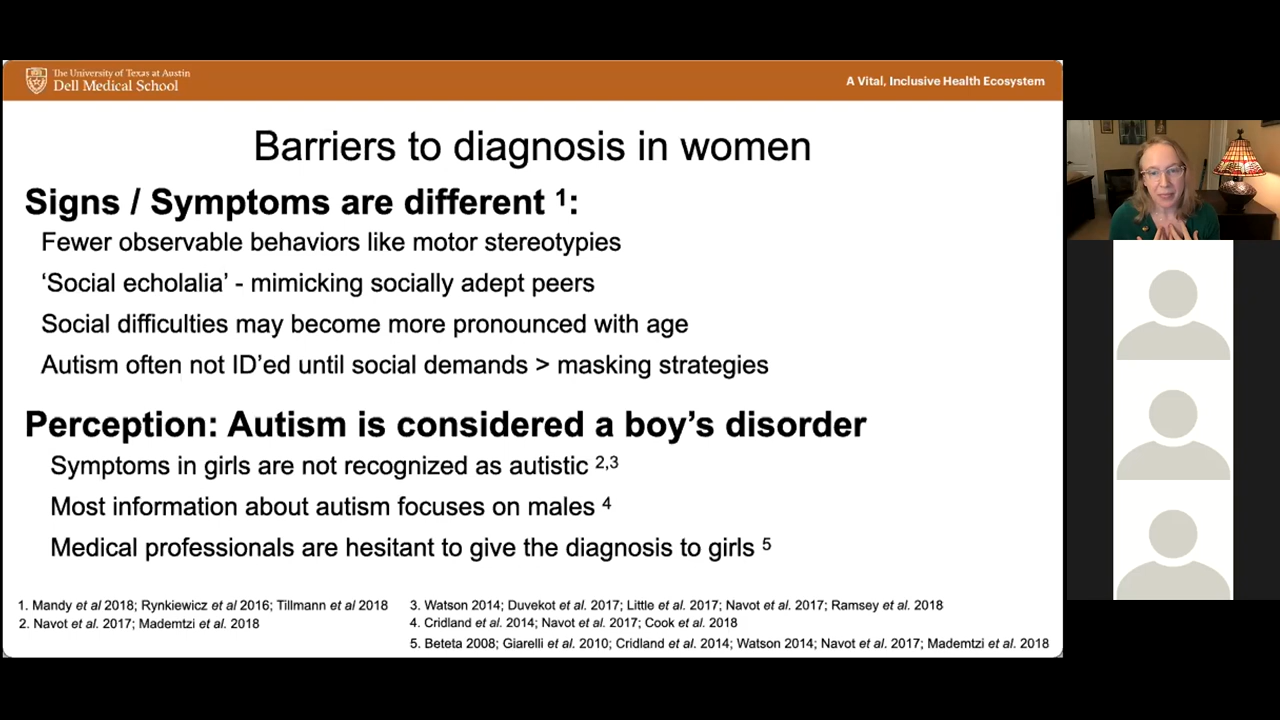 The University of Texas at Austin
Dell Medical School
A Vital, Inclusive Health Ecosystem
Barriers to diagnosis in women
Signs / Symptoms are different 1:
Fewer observable behaviors like motor stereotypies
‘Social echolalia’ - mimicking socially adept peers
Social difficulties may become more pronounced with age
Autism often not ID’ed until social demands > masking strategies
Perception: Autism is considered a boy’s disorder
Symptoms in girls are not recognized as autistic 2,3
Most information about autism focuses on males 4
Medical professionals are hesitant to give the diagnosis to girls 5
1. Mandy et al 2018; Rynkiewicz et al 2016; Tillmann et al 2018
2. Navot et al. 2017; Mademtzi et al. 2018
3. Watson 2014; Duvekot et al. 2017; Little et al. 2017; Navot et al. 2017; Ramsey et al. 2018
4. Cridland et al. 2014; Navot et al. 2017; Cook et al. 2018
5. Beteta 2008; Giarelli et al. 2010; Cridland et al. 2014; Watson 2014; Navot et al. 2017; Mademtzi et al. 2018